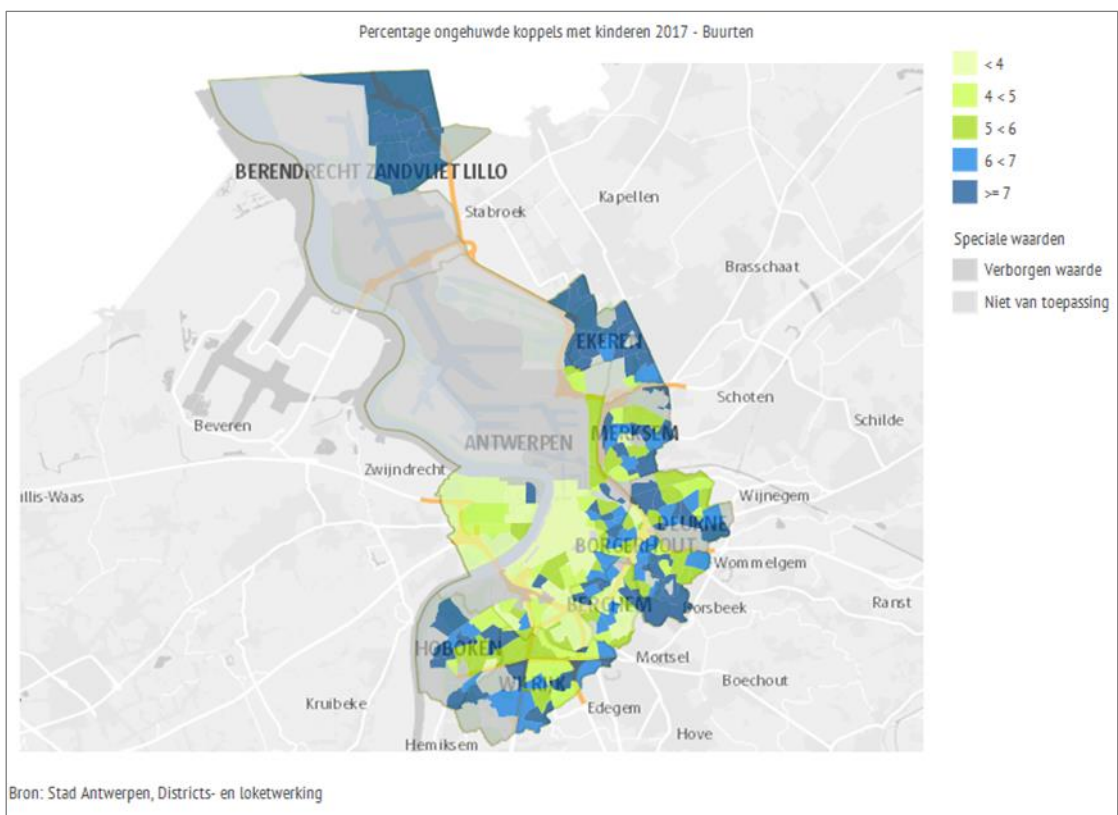 Percentage ongehuwde koppels met kinderen 2017 - Buurten
< 4
4 < 5
5 < 6
6 < 7
>= 7
Speciale waarden
Verborgen waarde
Niet van toepassing
BERENDRECHT ZANDVLIET LILLO
Stabroek
Kapellen
Brasschaat
EKEREN
Schoten
Schilde
Beveren
ANTWERPEN
MERKSEM
Zwijndrecht
illis-Waas
Wijnegem
DEURNE
BORGERHOUT
Wommelgem
Ranst
BERCHEM
Borsbeek
HOBOKEN
Mortsel
Boechout
WILRIJK
Kruibeke
Edegem
Hove
Hemiksem
Bron: Stad Antwerpen, Districts- en loketwerking